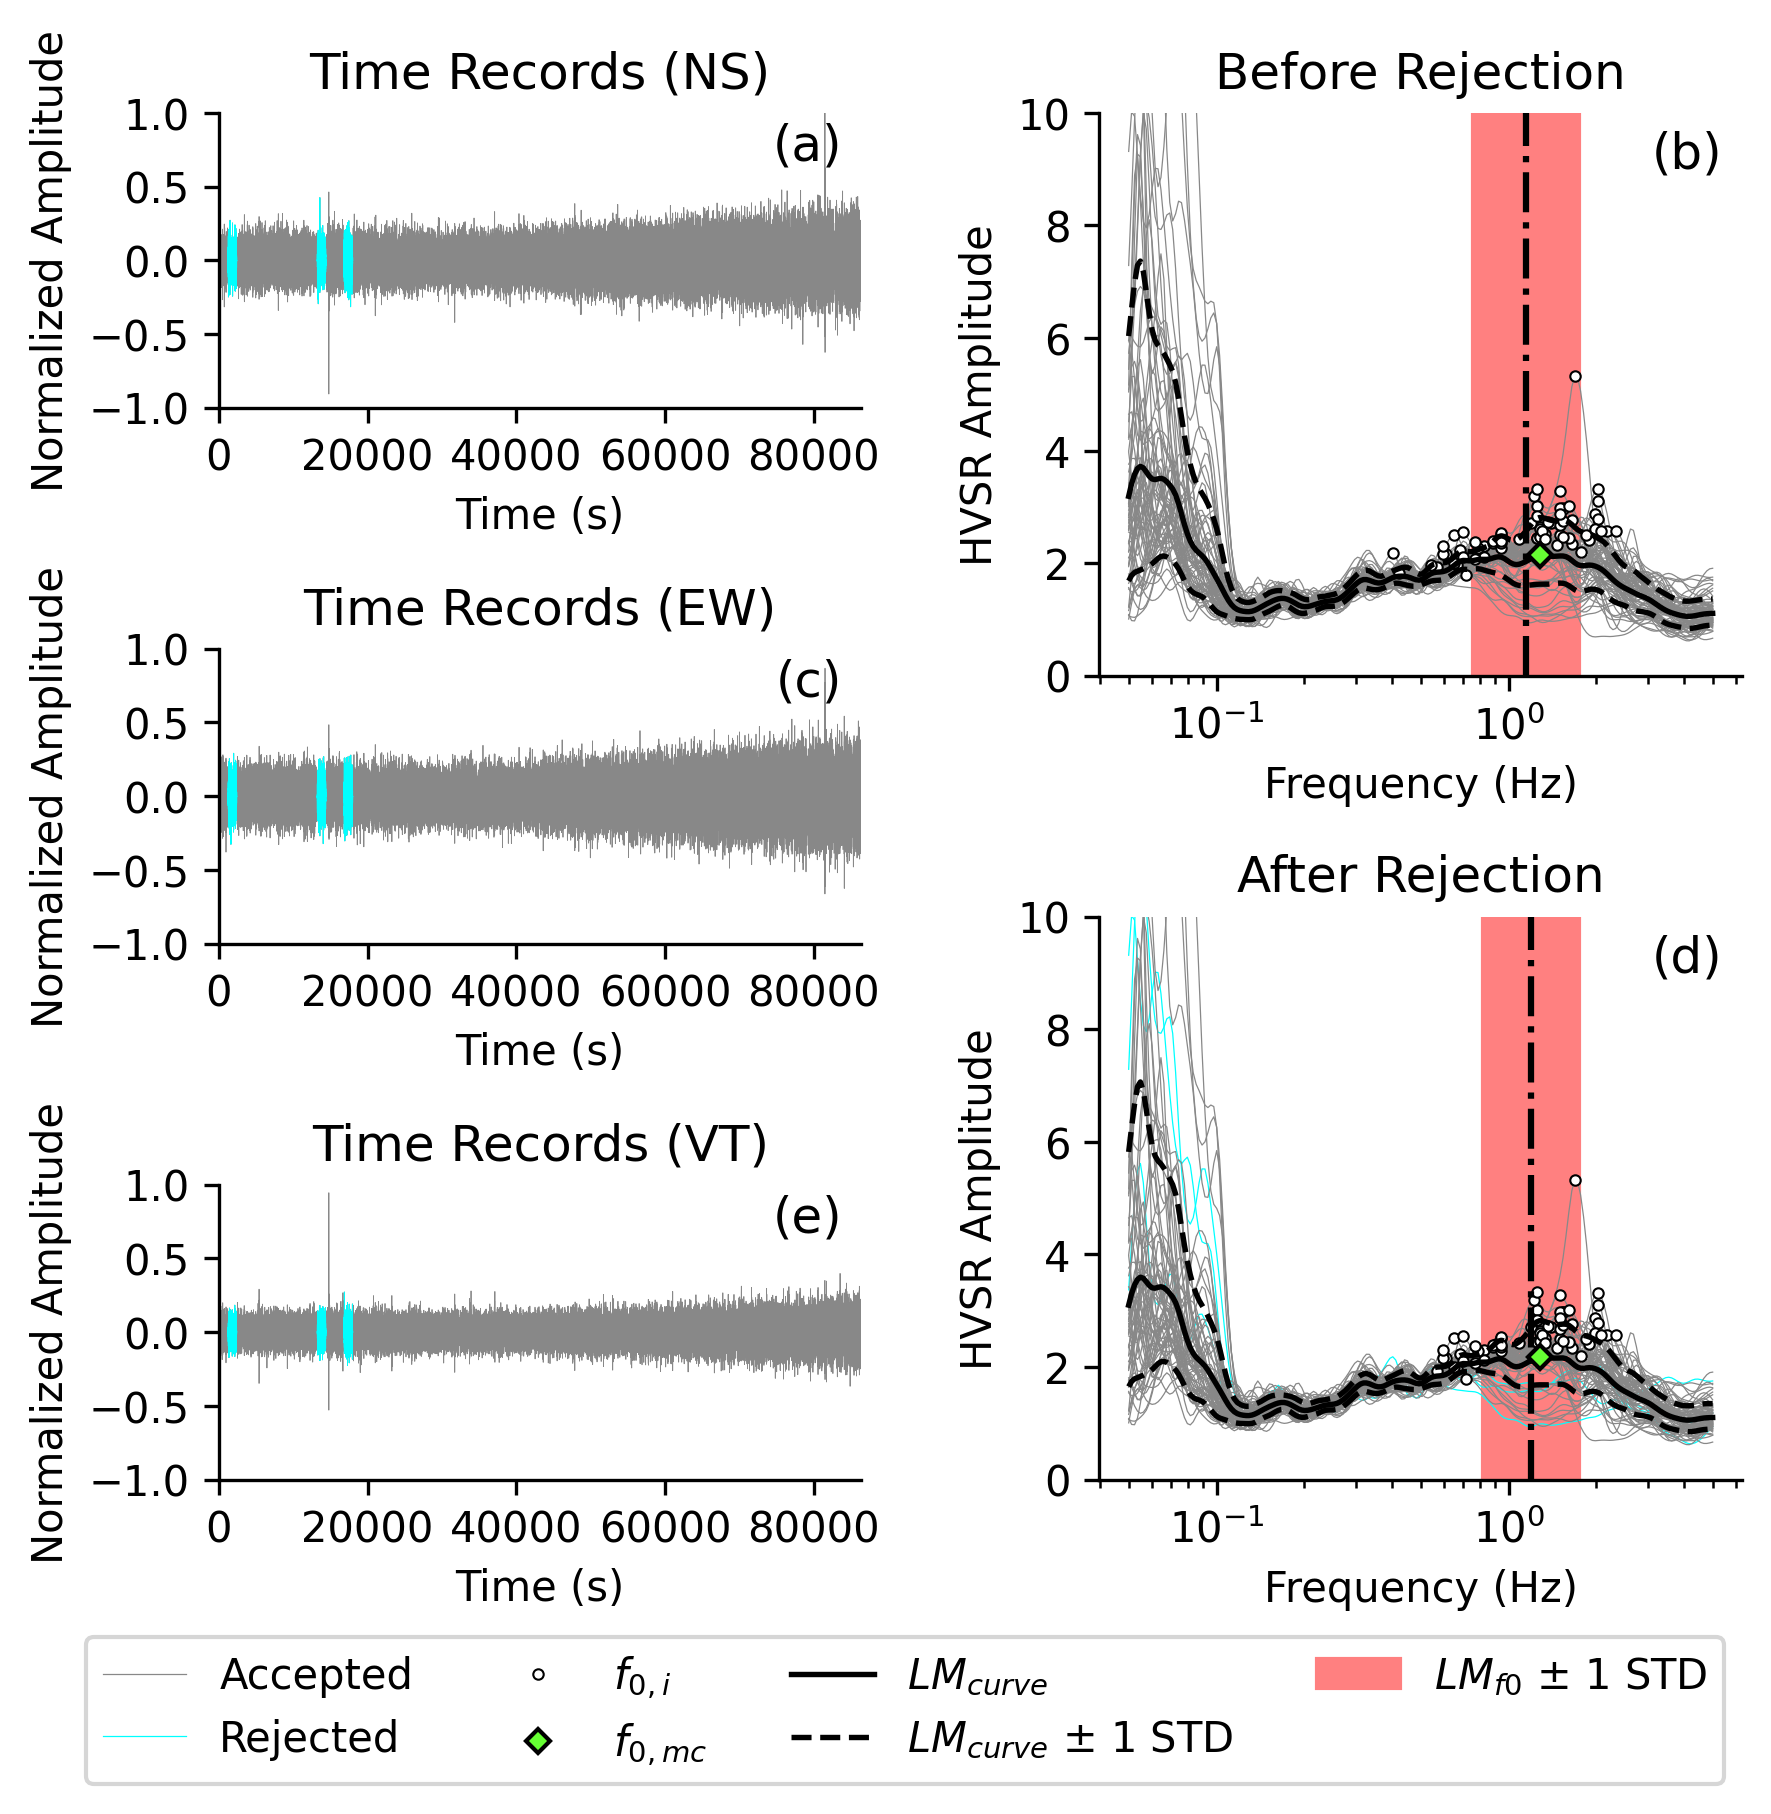 Time Records (NS)
Normalized Amplitude
1.0
0.5
0.0
−0.5
−1.0
(a)
0 20000 40000 60000 80000
Time (s)
Before Rejection
HVSR Amplitude
10
8
6
4
2
0
(b)
10⁻¹ 10⁰
Frequency (Hz)
Time Records (EW)
Normalized Amplitude
1.0
0.5
0.0
−0.5
−1.0
(c)
0 20000 40000 60000 80000
Time (s)
After Rejection
HVSR Amplitude
10
8
6
4
2
0
(d)
10⁻¹ 10⁰
Frequency (Hz)
Time Records (VT)
Normalized Amplitude
1.0
0.5
0.0
−0.5
−1.0
(e)
0 20000 40000 60000 80000
Time (s)
Accepted f0,i LMcurve LMf0 ± 1 STD
Rejected f0,mc LMcurve ± 1 STD